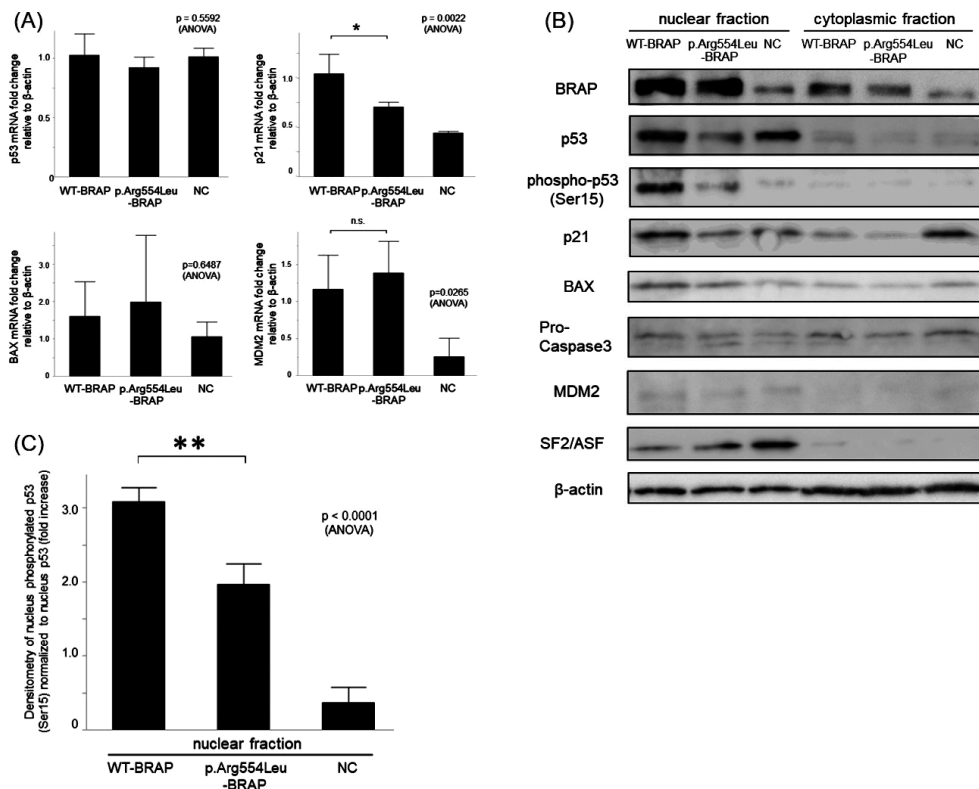 (A)
p53 mRNA fold change
relative to β-actin
p = 0.5592
(ANOVA)
1.0
0.5
0
WT-BRAP
p.Arg554Leu
-BRAP
NC
p21 mRNA fold change
relative to β-actin
*
p = 0.0022
(ANOVA)
1.5
1.0
0.5
0
WT-BRAP
p.Arg554Leu
-BRAP
NC
BAX mRNA fold change
relative to β-actin
p=0.6487
(ANOVA)
3.0
2.0
1.0
0
WT-BRAP
p.Arg554Leu
-BRAP
NC
MDM2 mRNA fold change
relative to β-actin
n.s.
p=0.0265
(ANOVA)
1.5
1.0
0.5
0
WT-BRAP
p.Arg554Leu
-BRAP
NC
(B)
nuclear fraction
cytoplasmic fraction
WT-BRAP
p.Arg554Leu
-BRAP
NC
WT-BRAP
p.Arg554Leu
-BRAP
NC
BRAP
p53
phospho-p53
(Ser15)
p21
BAX
Pro-
Caspase3
MDM2
SF2/ASF
β-actin
(C)
Densitometry of nucleus phosphorylated p53
(Ser15) normalized to nucleus p53 (fold increase)
**
p < 0.0001
(ANOVA)
3.0
2.0
1.0
0
nuclear fraction
WT-BRAP
p.Arg554Leu
-BRAP
NC